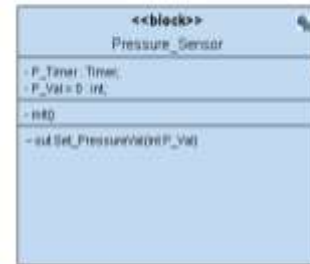 <<block>>
Pressure_Sensor
- P_Timer : Timer;
- P_Val = 0 : int;
- init()
~ out Set_PressureVal(int P_Val)